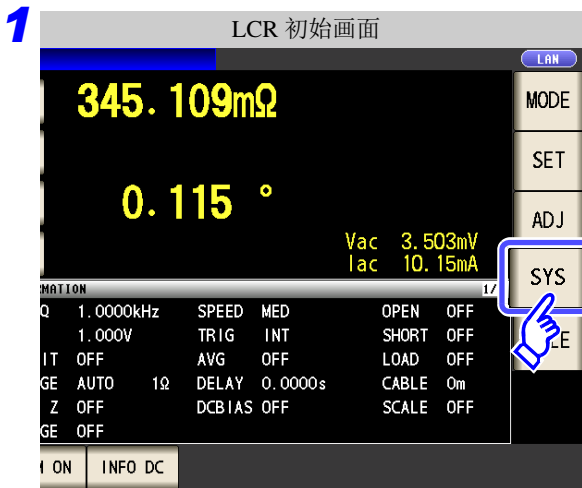 1
LCR 初始画面
LAN
345.109mΩ
MODE
SET
0.115 °
ADJ
Vac 3.503mV
Iac 10.15mA
SYS
MATION 1/
Q 1.0000kHz SPEED MED OPEN OFF
1.000V TRIG INT SHORT OFF
IT OFF AVG OFF LOAD OFF
GE AUTO 1Ω DELAY 0.0000s CABLE 0m
Z OFF DCBIAS OFF SCALE OFF
GE OFF
ON INFO DC